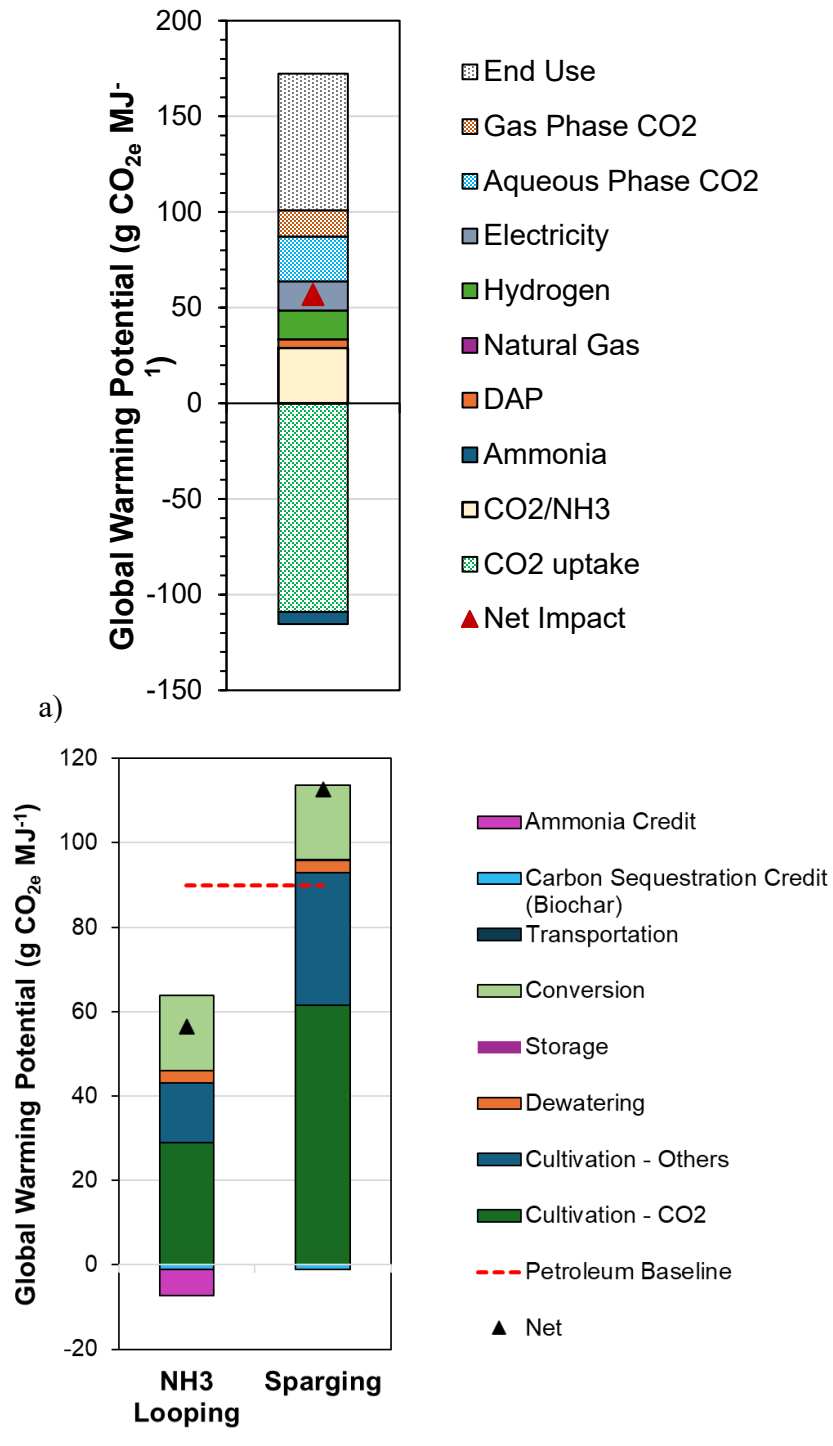 Global Warming Potential (g CO2e MJ-
1)
200
150
100
50
0
-50
-100
-150
End Use
Gas Phase CO2
Aqueous Phase CO2
Electricity
Hydrogen
Natural Gas
DAP
Ammonia
CO2/NH3
CO2 uptake
Net Impact
a)
Global Warming Potential (g CO2e MJ-1)
120
100
80
60
40
20
0
-20
NH3
Looping
Sparging
Ammonia Credit
Carbon Sequestration Credit
(Biochar)
Transportation
Conversion
Storage
Dewatering
Cultivation - Others
Cultivation - CO2
Petroleum Baseline
Net